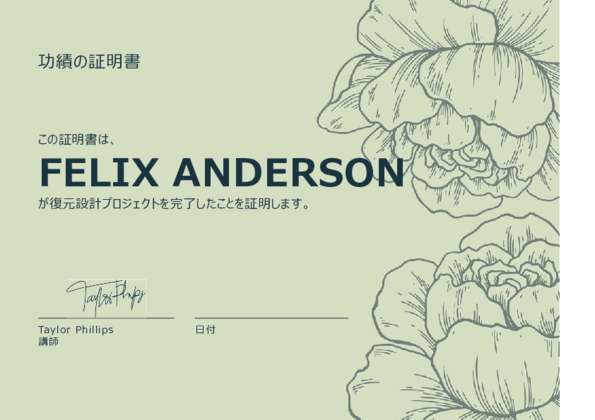 功績の証明書
この証明書は、
FELIX ANDERSON
が復元設計プロジェクトを完了したことを証明します。
Taylor Phillips
Taylor Phillips
日付
講師